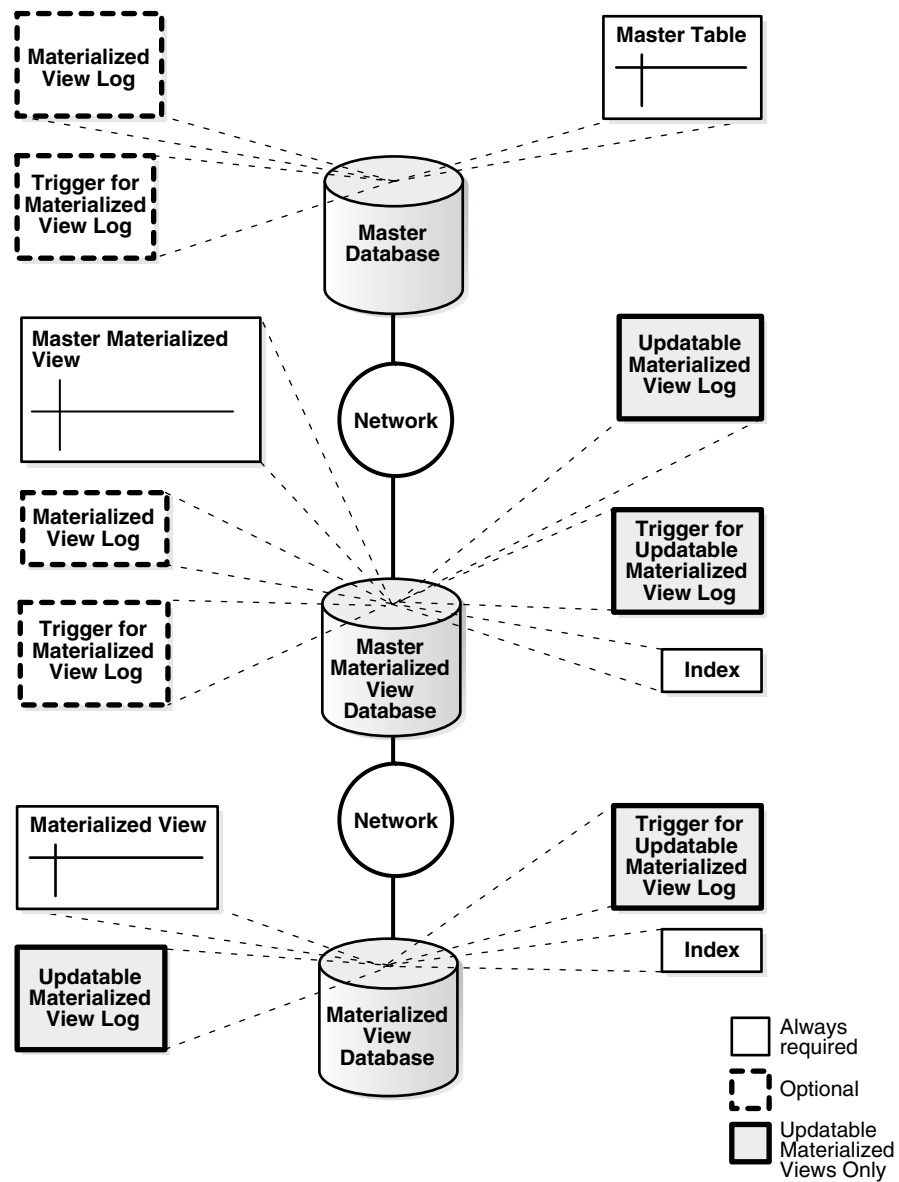 Materialized
View Log
Master Table
Trigger for
Materialized
View Log
Master
Database
Master Materialized
View
Updatable
Materialized
View Log
Network
Materialized
View Log
Trigger for
Updatable
Materialized
View Log
Trigger for
Materialized
View Log
Master
Materialized
View
Database
Index
Network
Materialized View
Trigger for
Updatable
Materialized
View Log
Updatable
Materialized
View Log
Index
Materialized
View
Database
Always
required
Optional
Updatable
Materialized
Views Only